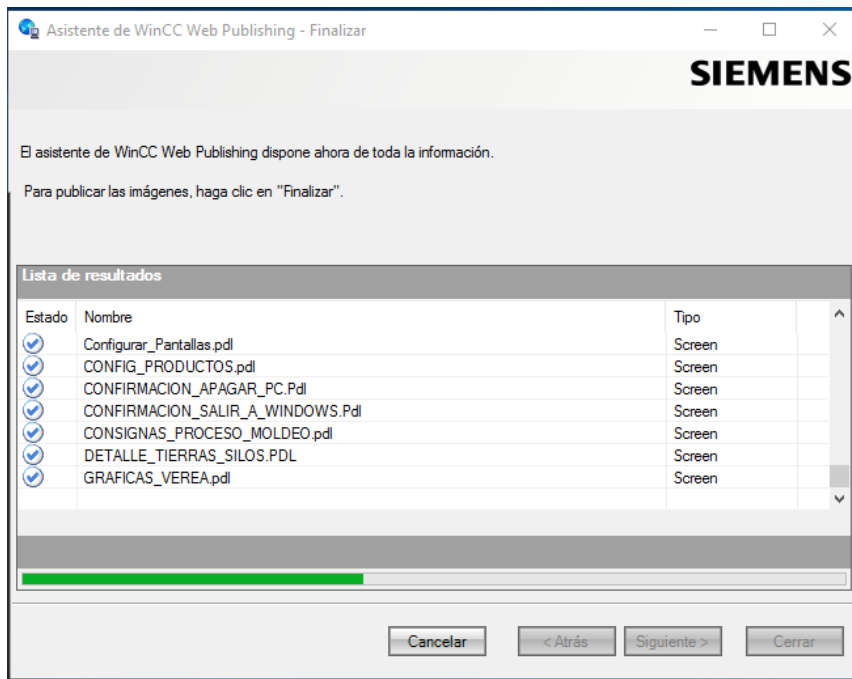 Asistente de WinCC Web Publishing - Finalizar
SIEMENS
El asistente de WinCC Web Publishing dispone ahora de toda la información.
Para publicar las imágenes, haga clic en "Finalizar".
Lista de resultados
Estado Nombre Tipo
Configurar_Pantallas.pdl Screen
CONFIG_PRODUCTOS.pdl Screen
CONFIRMACION_APAGAR_PC.Pdl Screen
CONFIRMACION_SALIR_A_WINDOWS.Pdl Screen
CONSIGNAS_PROCESO_MOLDEO.pdl Screen
DETALLE_TIERRAS_SILOS.PDL Screen
GRAFICAS_VEREA.pdl Screen
Cancelar < Atrás Siguiente > Cerrar